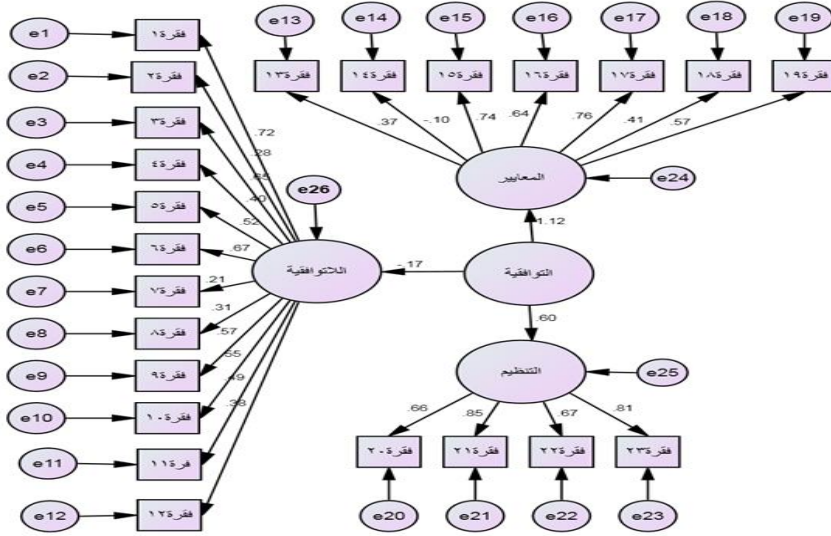 e1
فقرة١
e2
فقرة٢
e3
فقرة٣
e4
فقرة٤
e5
فقرة٥
e6
فقرة٦
e7
فقرة٧
e8
فقرة٨
e9
فقرة٩
e10
فقرة١٠
e11
فرة١١
e12
فقرة١٢
.72
.28
.65
.40
.52
.67
.21
.31
.57
.55
.49
.38
e26
اللاتوافقية
-.17
e13
e14
e15
e16
e17
e18
e19
فقرة١٣
فقرة١٤
فقرة١٥
فقرة١٦
فقرة١٧
فقرة١٨
فقرة١٩
.37
-.10
.74
.64
.76
.41
.57
المعايير
e24
1.12
التوافقية
.60
التنظيم
e25
.66
.85
.67
.81
فقرة٢٠
فقرة٢١
فقرة٢٢
فقرة٢٣
e20
e21
e22
e23